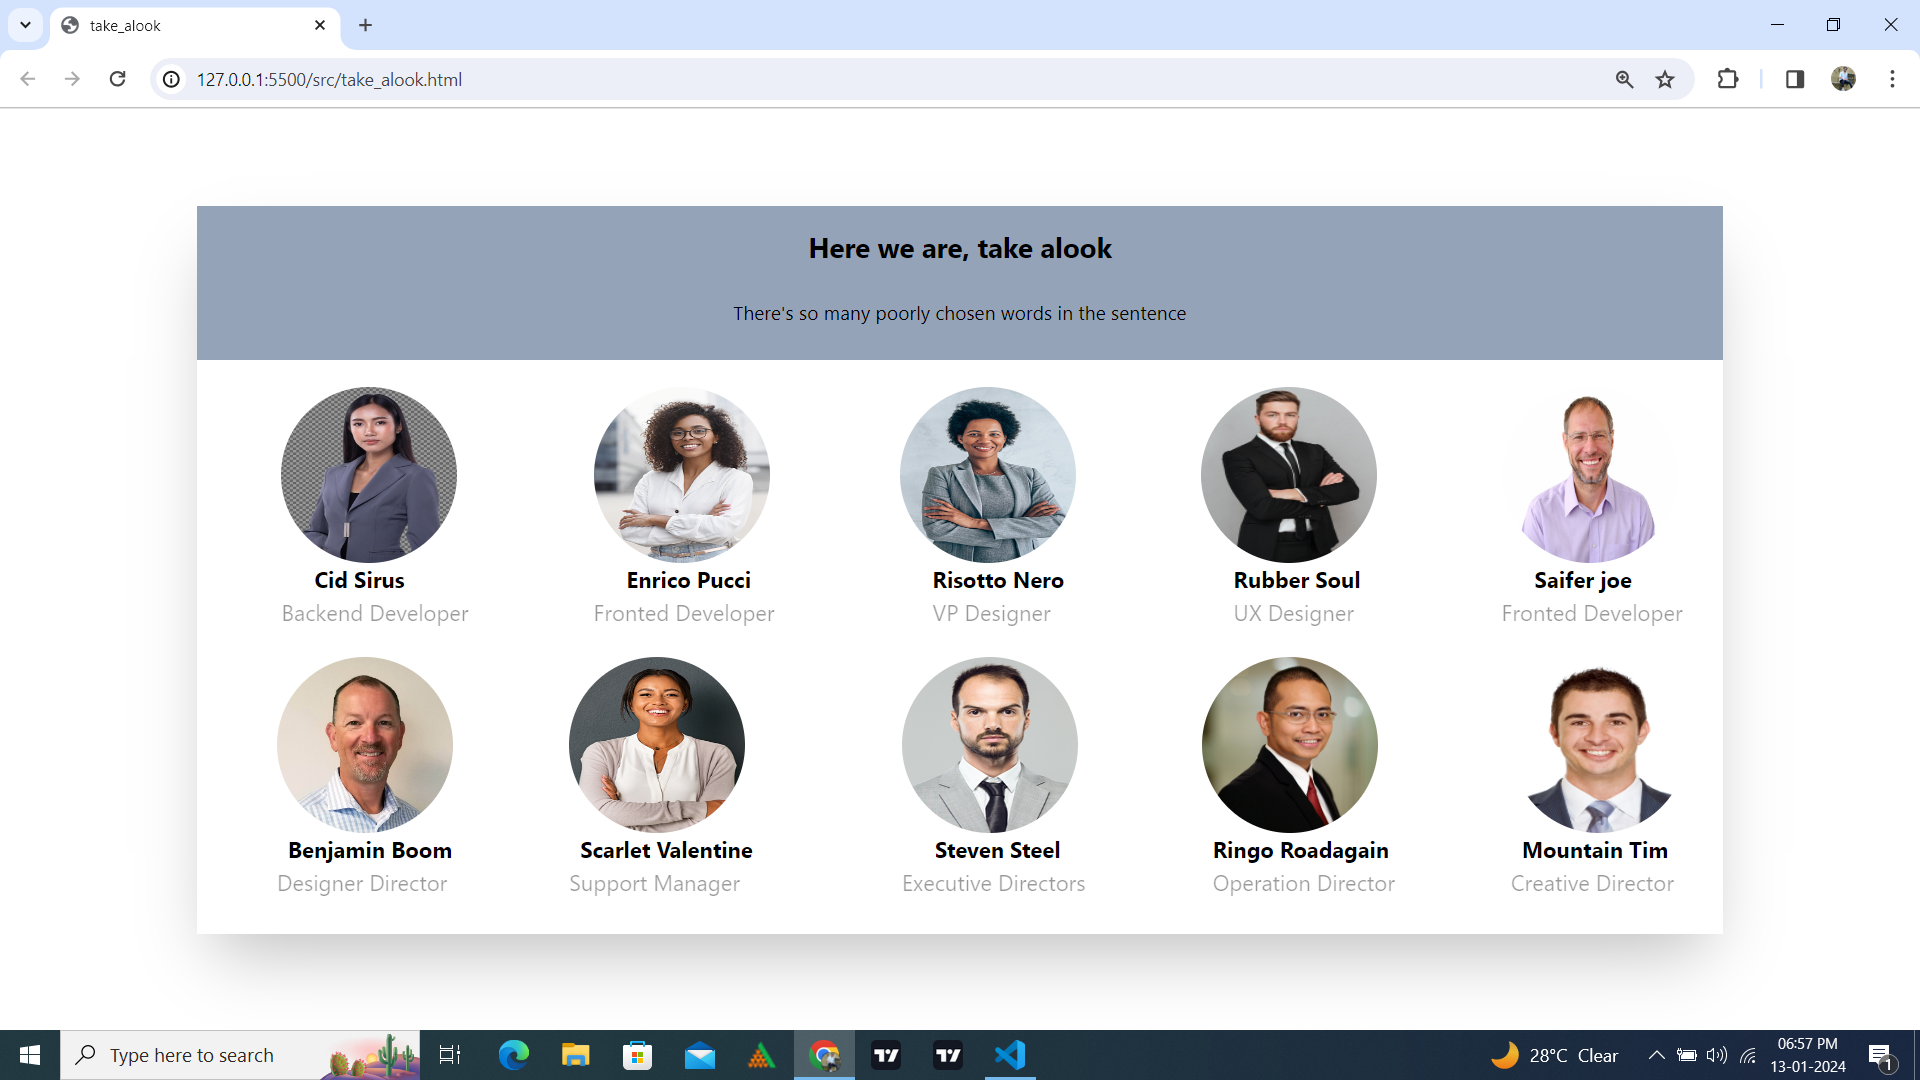 take_alook
127.0.0.1:5500/src/take_alook.html
Here we are, take alook
There's so many poorly chosen words in the sentence
Cid Sirus
Backend Developer
Enrico Pucci
Fronted Developer
Risotto Nero
VP Designer
Rubber Soul
UX Designer
Saifer joe
Fronted Developer
Benjamin Boom
Designer Director
Scarlet Valentine
Support Manager
Steven Steel
Executive Directors
Ringo Roadagain
Operation Director
Mountain Tim
Creative Director
Type here to search
28°C Clear
06:57 PM
13-01-2024
1